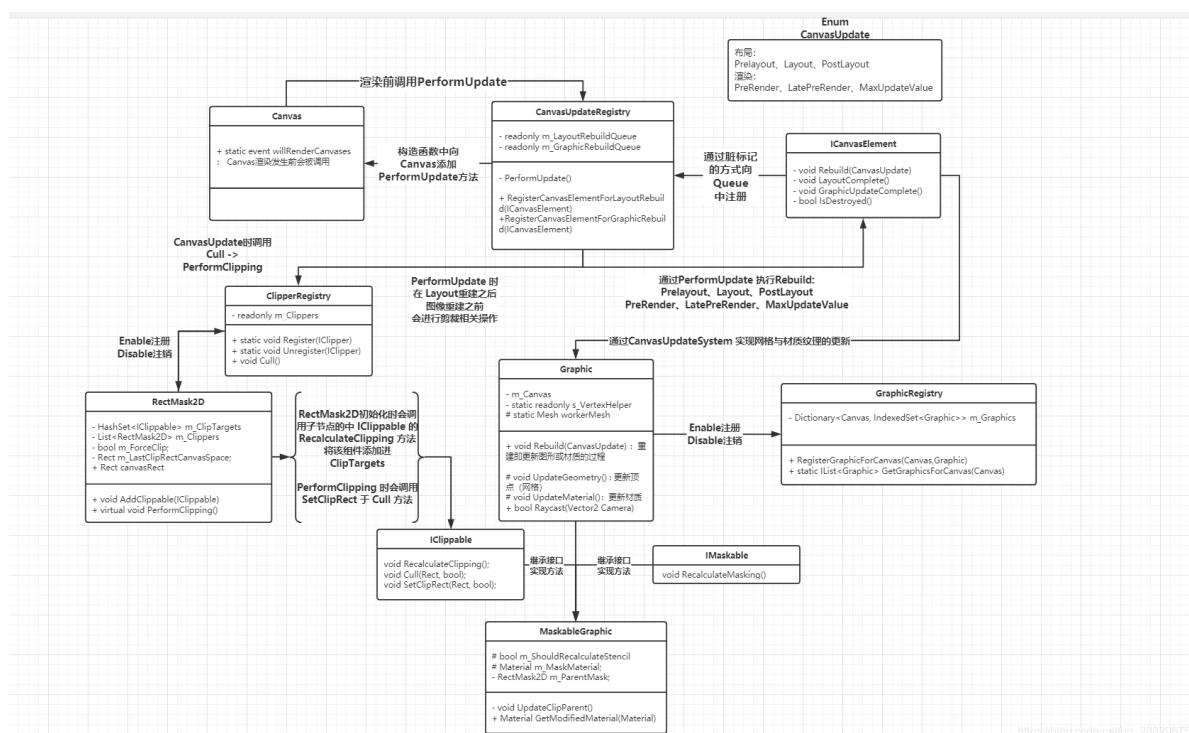 Enum
CanvasUpdate
布局：
Prelayout、Layout、PostLayout
渲染：
PreRender、LatePreRender、MaxUpdateValue
渲染前调用PerformUpdate
Canvas
+ static event willRenderCanvases
： Canvas渲染发生前会被调用
构造函数中向
Canvas添加
PerformUpdate方法
CanvasUpdateRegistry
- readonly m_LayoutRebuildQueue
- readonly m_GraphicRebuildQueue
- PerformUpdate()
+ RegisterCanvasElementForLayoutRebuil
d(ICanvasElement)
+RegisterCanvasElementForGraphicRebui
ld(ICanvasElement)
通过脏标记
的方式向
Queue
中注册
ICanvasElement
- void Rebuild(CanvasUpdate)
- void LayoutComplete()
- void GraphicUpdateComplete()
- bool IsDestroyed()
CanvasUpdate时调用
Cull ->
PerformClipping
PerformUpdate 时
在 Layout重建之后
图像重建之前
会进行剪裁相关操作
通过PerformUpdate 执行Rebuild:
Prelayout、Layout、PostLayout
PreRender、LatePreRender、MaxUpdateValue
ClipperRegistry
- readonly m_Clippers
+ static void Register(IClipper)
+ static void Unregister(IClipper)
+ void Cull()
Enable注册
Disable注销
通过CanvasUpdateSystem 实现网格与材质纹理的更新
RectMask2D
- HashSet<IClippable> m_ClipTargets
- List<RectMask2D> m_Clippers
- bool m_ForceClip;
- Rect m_LastClipRectCanvasSpace;
+ Rect canvasRect
+ void AddClippable(IClippable)
+ virtual void PerformClipping()
RectMask2D初始化时会调
用子节点的中 IClippable 的
RecalculateClipping 方法
将该组件添加进
ClipTargets
PerformClipping 时会调用
SetClipRect 于 Cull 方法
Graphic
- m_Canvas
- static readonly s_VertexHelper
# static Mesh workerMesh
+ void Rebuild(CanvasUpdate) ：重
建即更新图形或材质的过程
# void UpdateGeometry()：更新顶
点（网格）
# void UpdateMaterial()：更新材质
+ bool Raycast(Vector2 Camera)
Enable注册
Disable注销
GraphicRegistry
- Dictionary<Canvas, IndexedSet<Graphic>> m_Graphics
+ RegisterGraphicForCanvas(Canvas,Graphic)
+ static IList<Graphic> GetGraphicsForCanvas(Canvas)
IClippable
void RecalculateClipping();
void Cull(Rect, bool);
void SetClipRect(Rect, bool);
继承接口
实现方法
继承接口
实现方法
IMaskable
void RecalculateMasking()
MaskableGraphic
# bool m_ShouldRecalculateStencil
# Material m_MaskMaterial;
- RectMask2D m_ParentMask;
- void UpdateClipParent()
+ Material GetModifiedMaterial(Material)